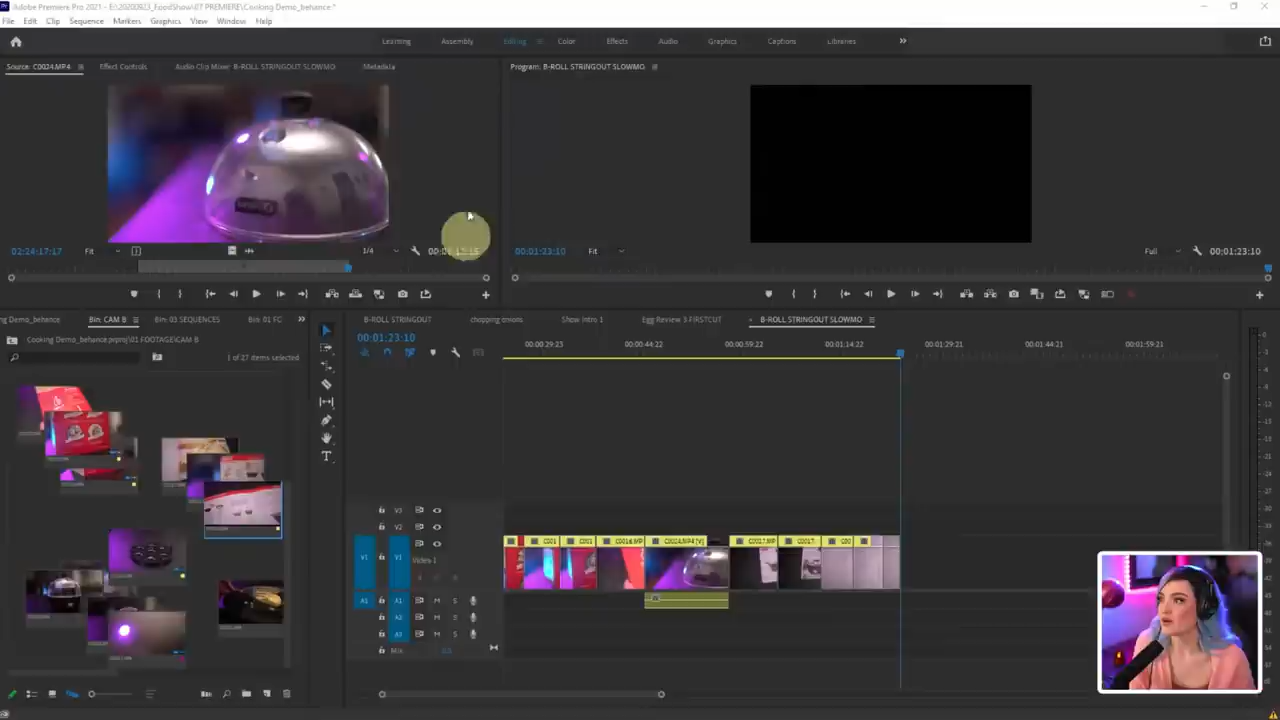 Adobe Premiere Pro 2021 - E:\20200923_FoodShow\07 PREMIERE\Cooking Demo_behance *
File Edit Clip Sequence Markers Graphics View Window Help
Learning Assembly Editing Color Effects Audio Graphics Captions Libraries
Source: C0024.MP4 Effect Controls Audio Clip Mixer: B-ROLL STRINGOUT SLOWMO Metadata
Program: B-ROLL STRINGOUT SLOWMO
02:24:17:17 Fit 1/4
00:01:23:10 Fit Full 00:01:23:10
ng Demo_behance Bin: CAM B Bin: 03 SEQUENCES Bin: 01 FC
Cooking Demo_behance.prproj\01 FOOTAGE\CAM B
1 of 27 items selected
B-ROLL STRINGOUT chopping onions Show Intro 1 Egg Review 3 FIRSTCUT B-ROLL STRINGOUT SLOWMO
00:01:23:10
00:00:29:23 00:00:44:22 00:00:59:22 00:01:14:22 00:01:29:21 00:01:44:21 00:01:59:21
V3
V2
V1 V1 Video 1
A1 A1 M S
A2 M S
A3 M S
Mix